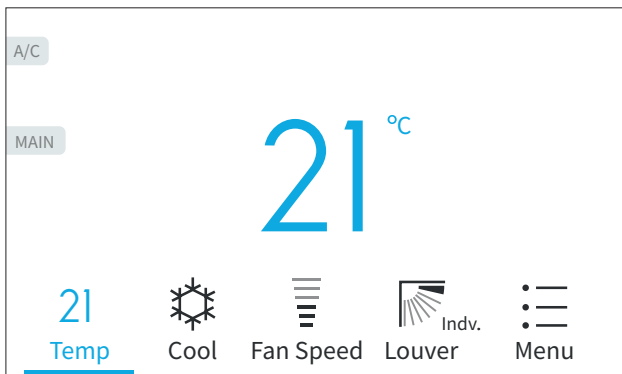 A/C
MAIN
21 °C
21
Indv.
Temp Cool Fan Speed Louver Menu